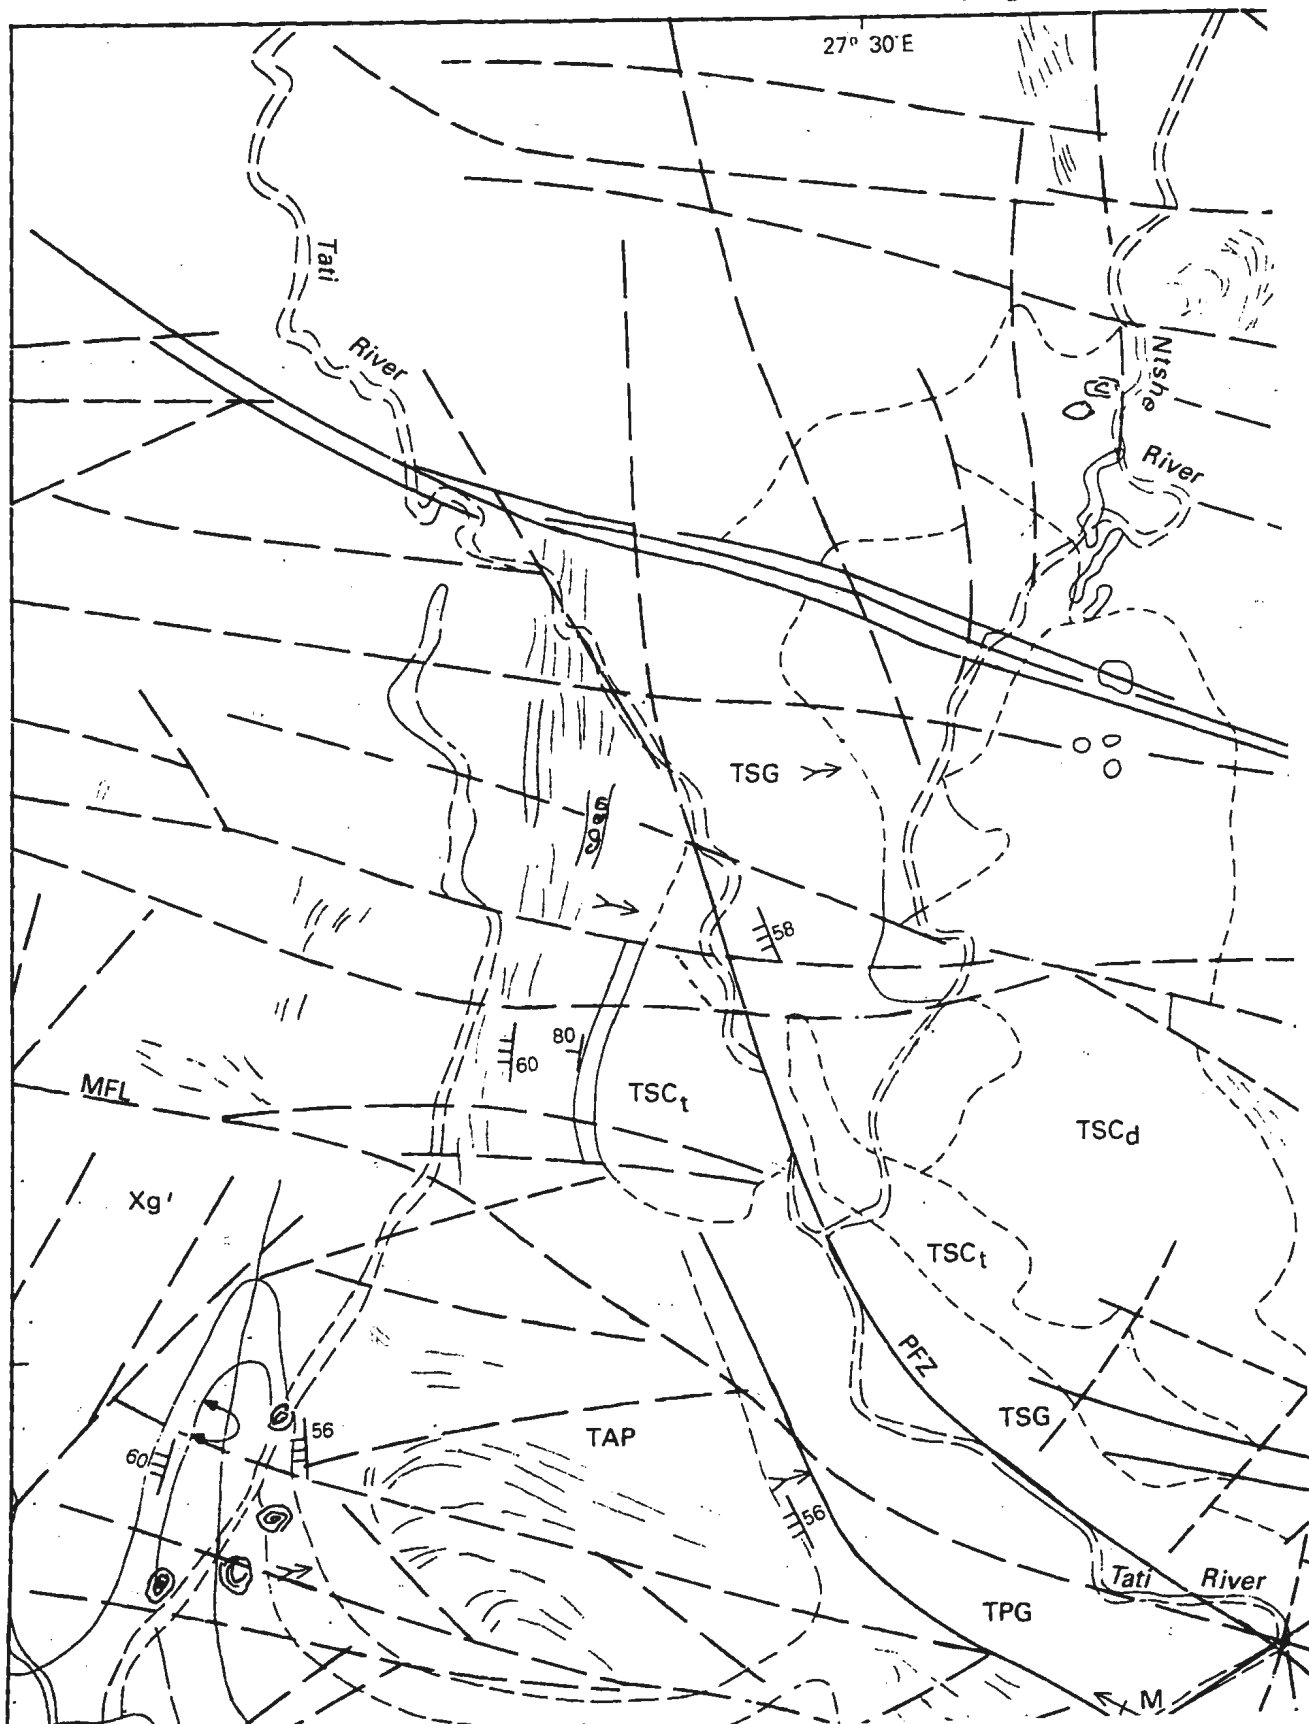 27° 30'E
Tati
River
Ntshe
River
TSG
58
80
60
MFL
TSCt
TSCd
Xg'
TSCt
PFZ
TSG
56
TAP
60
56
Tati River
TPG
M